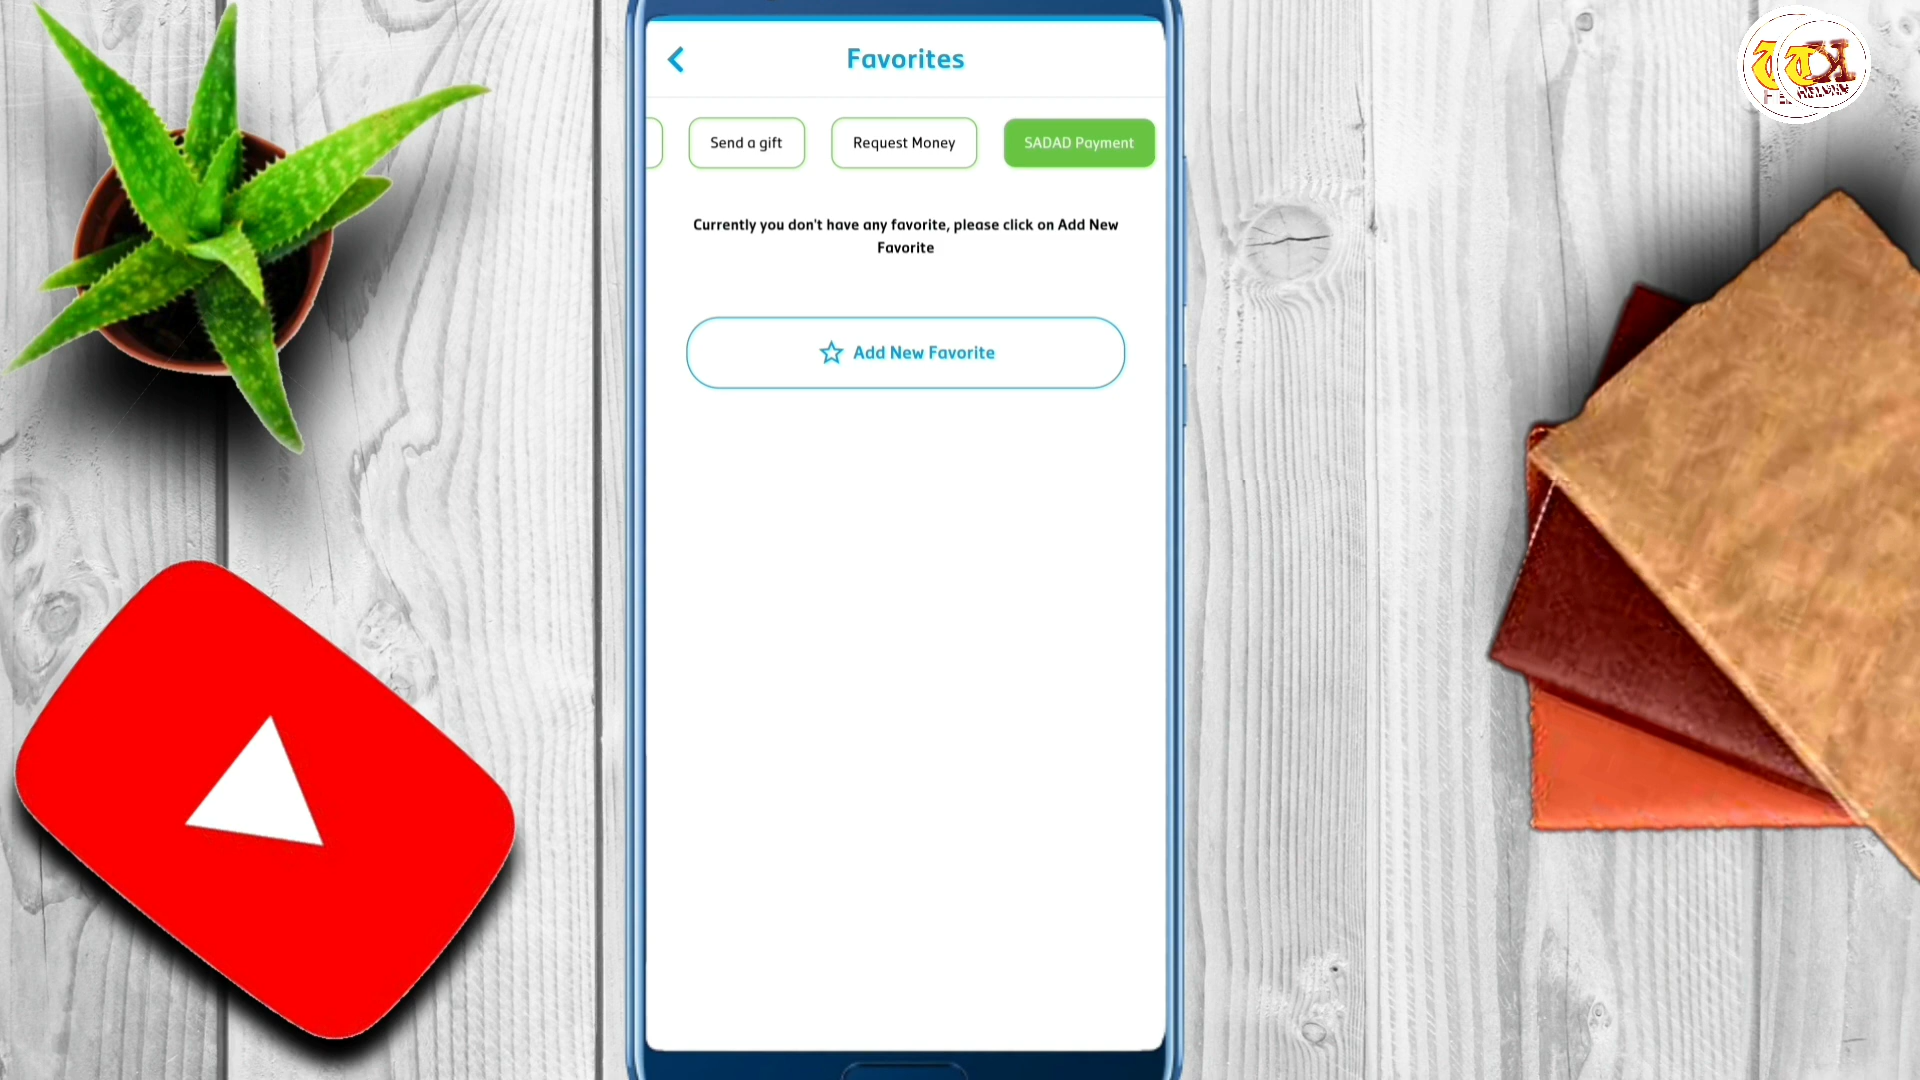 Favorites
Send a gift
Request Money
SADAD Payment
Currently you don't have any favorite, please click on Add New
Favorite
Add New Favorite